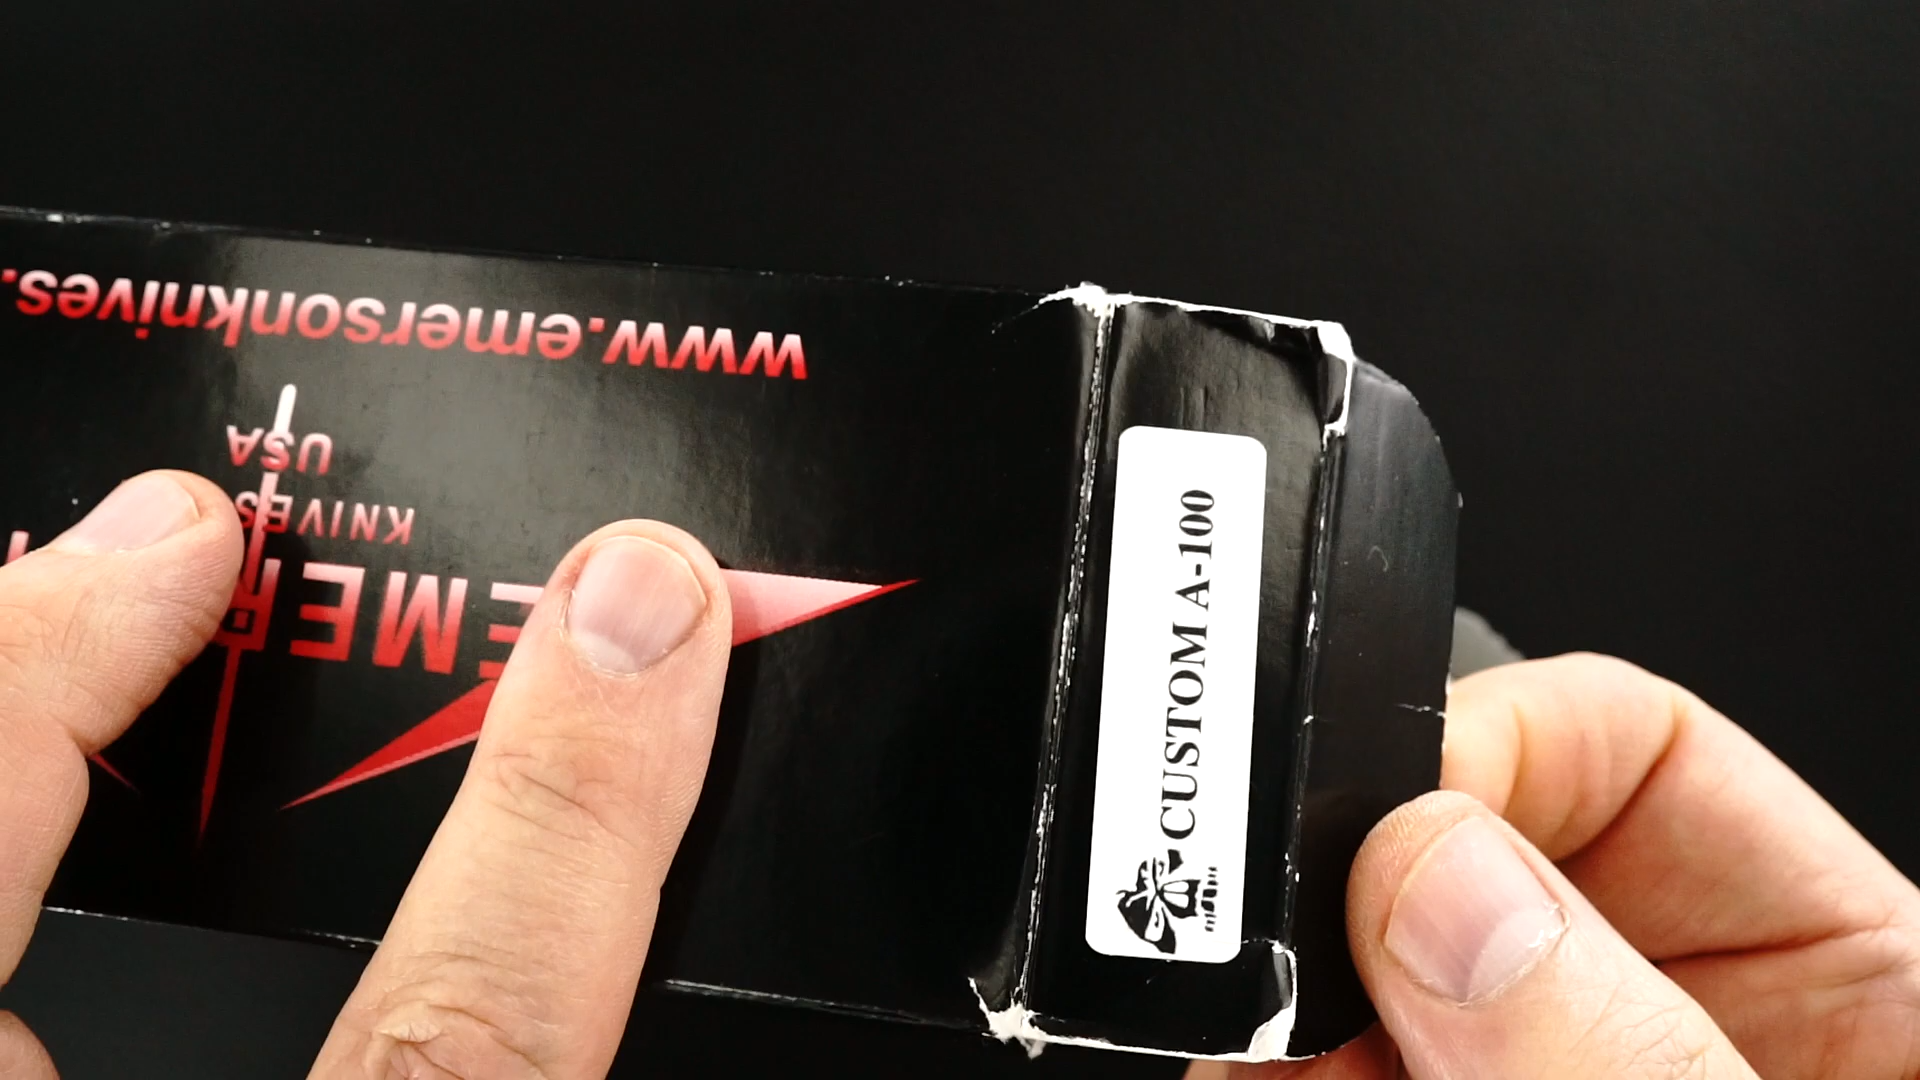 www.emersonknives.
USA
KNIVES
EMER
CUSTOM A-100